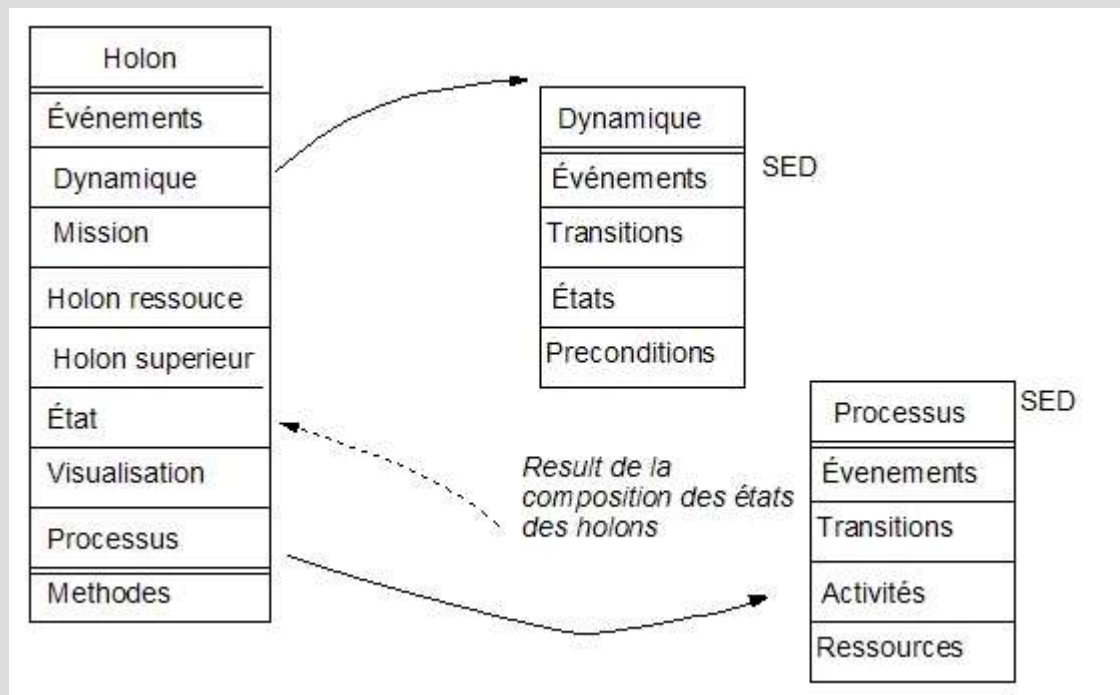 Holon
Événements
Dynamique
Mission
Holon ressouce
Holon superieur
État
Visualisation
Processus
Methodes
Dynamique
SED
Événements
Transitions
États
Preconditions
Result de la
composition des états
des holons
Processus
SED
Évenements
Transitions
Activités
Ressources